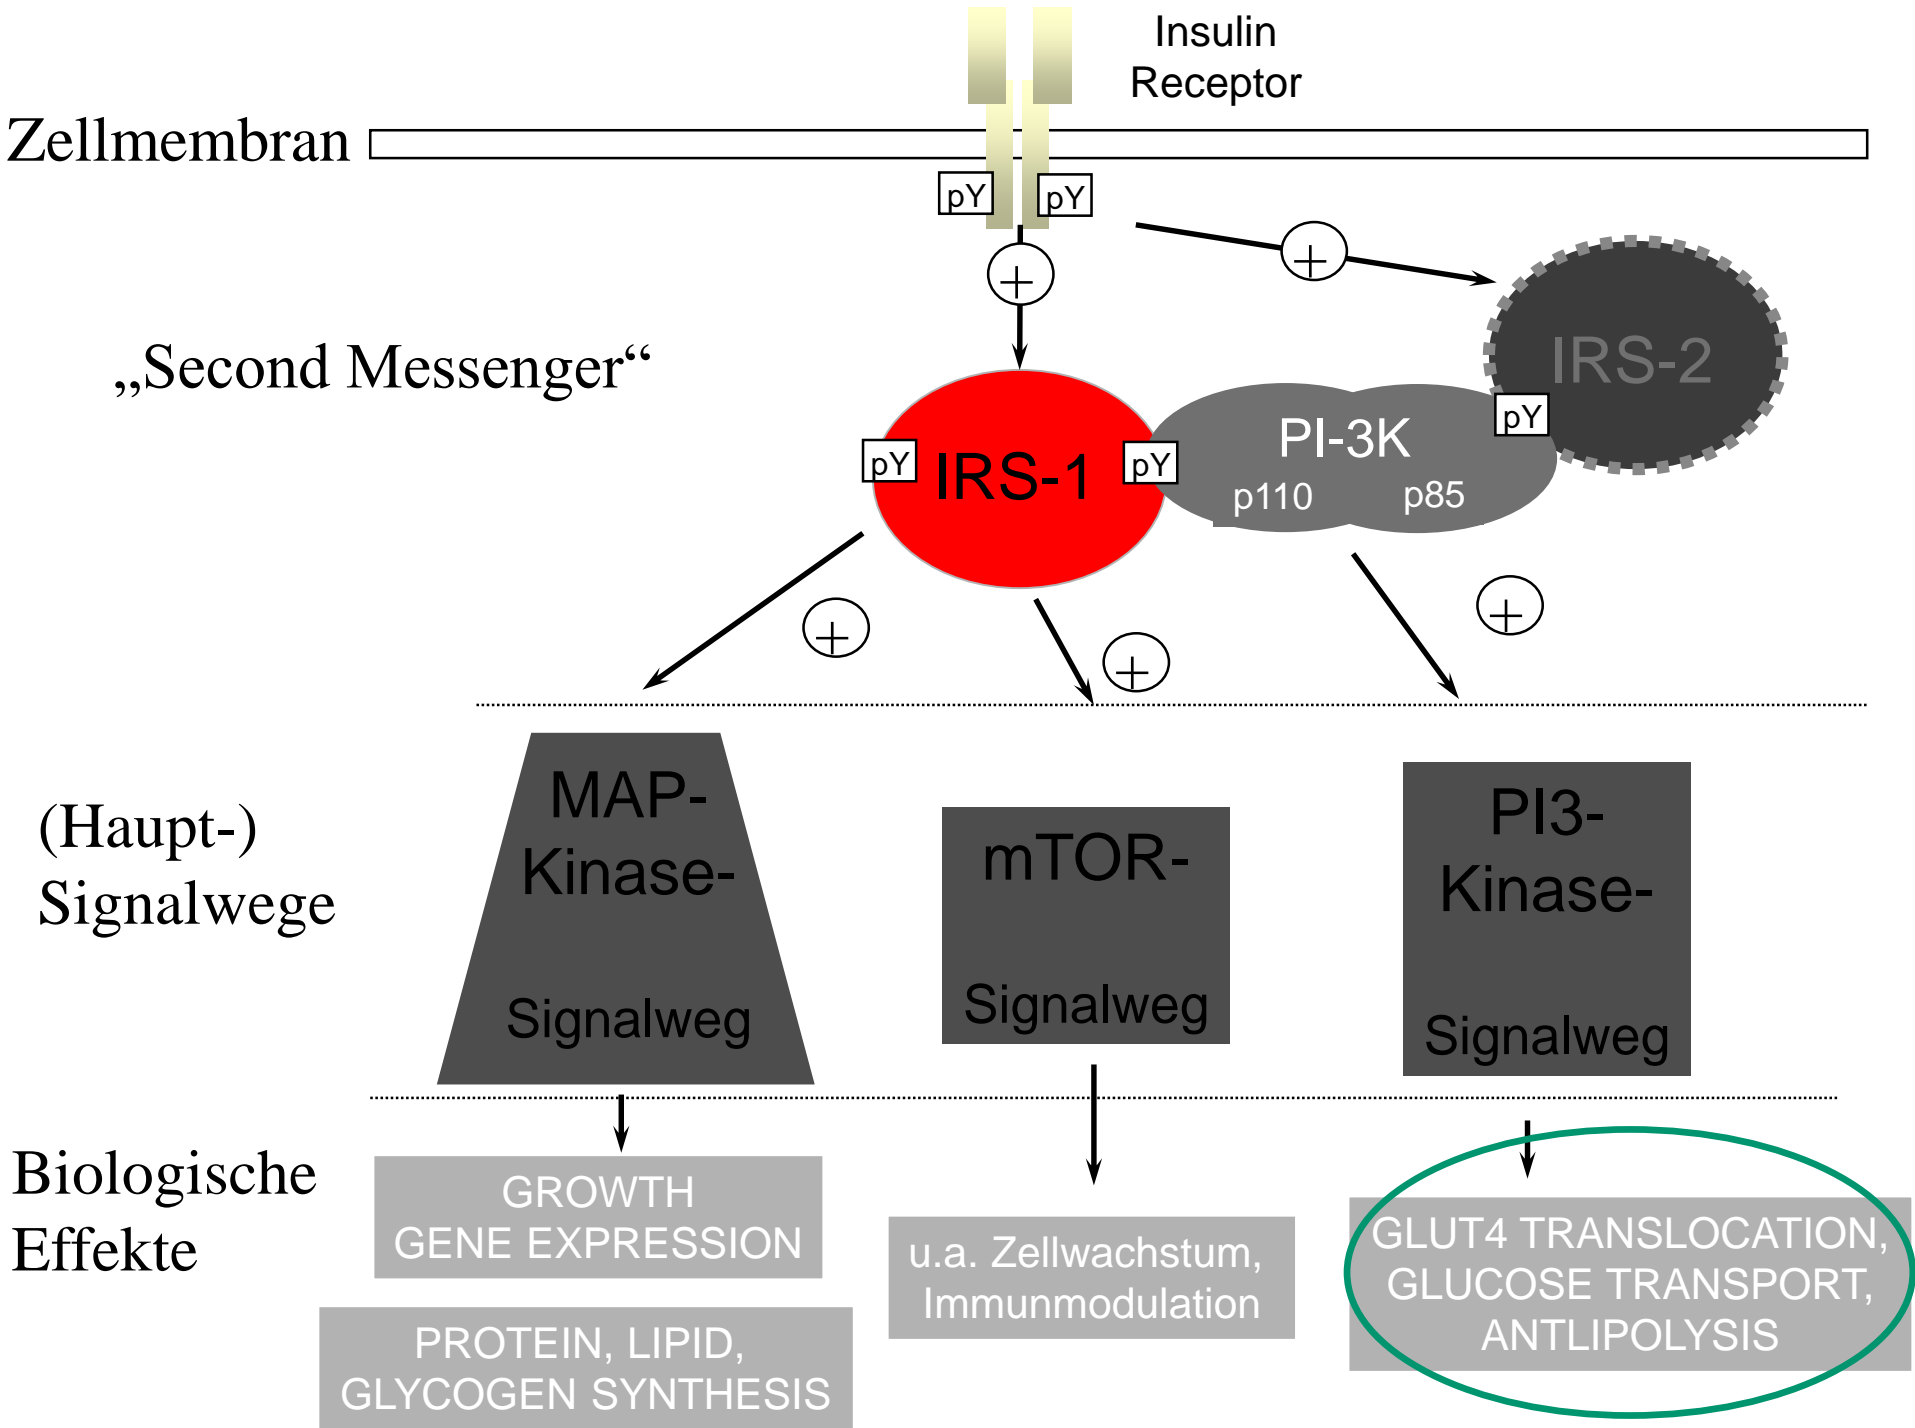 Insulin
Receptor
Zellmembran
pY
pY
+
+
IRS-2
„Second Messenger“
pY
PI-3K
pY
IRS-1
pY
p110
p85
+
+
+
(Haupt-)
Signalwege
MAP-
Kinase-
Signalweg
mTOR-
Signalweg
PI3-
Kinase-
Signalweg
Biologische
Effekte
GROWTH
GENE EXPRESSION
PROTEIN, LIPID,
GLYCOGEN SYNTHESIS
u.a. Zellwachstum,
Immunmodulation
GLUT4 TRANSLOCATION,
GLUCOSE TRANSPORT,
ANTLIPOLYSIS